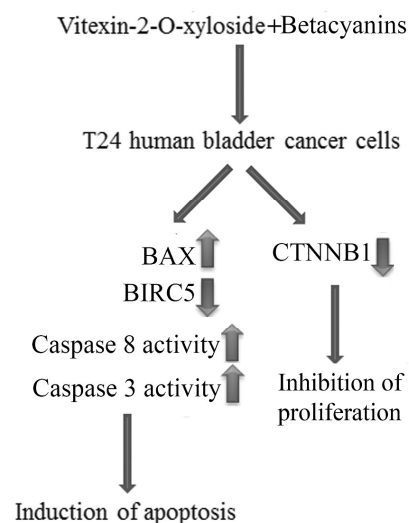 Vitexin-2-O-xyloside+Betacyanins
T24 human bladder cancer cells
BAX
BIRC5
Caspase 8 activity
Caspase 3 activity
Induction of apoptosis
CTNNB1
Inhibition of
proliferation